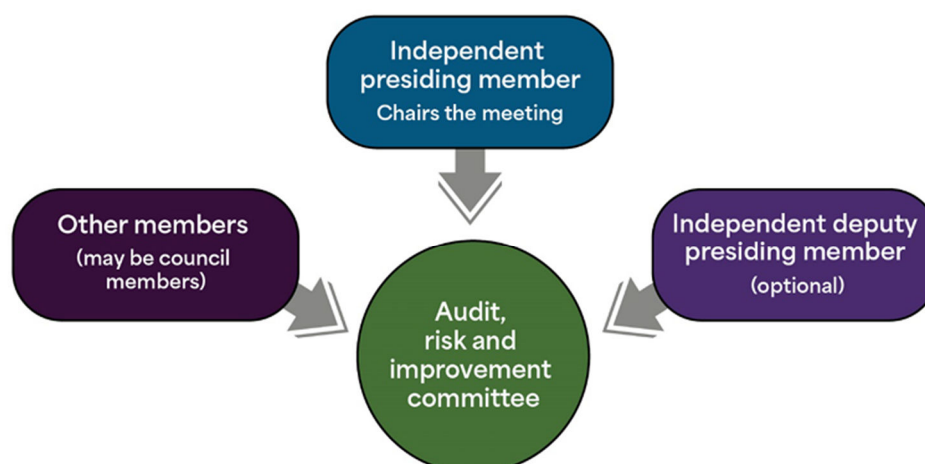 Independent
presiding member
Chairs the meeting
Other members
(may be council
members)
Independent deputy
presiding member
(optional)
Audit,
risk and
improvement
committee